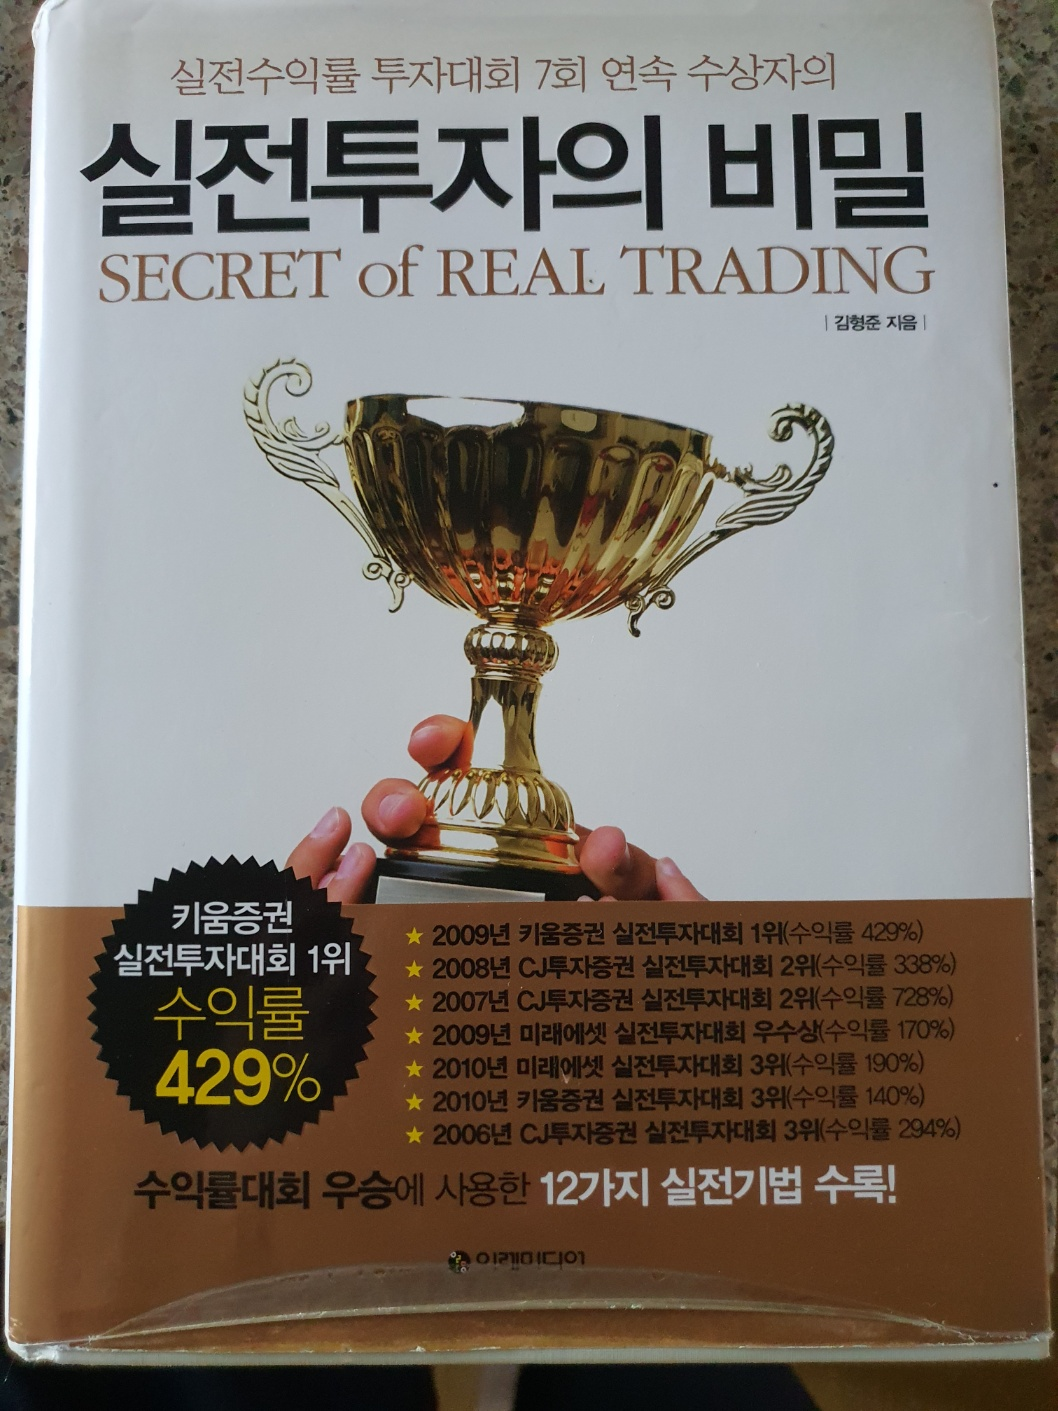 실전수익률 투자대회 7회 연속 수상자의
실전투자의 비밀
SECRET of REAL TRADING
| 김형준 지음 |
키움증권
실전투자대회 1위
수익률
429%
★ 2009년 키움증권 실전투자대회 1위(수익률 429%)
★ 2008년 CJ투자증권 실전투자대회 2위(수익률 338%)
★ 2007년 CJ투자증권 실전투자대회 2위(수익률 728%)
★ 2009년 미래에셋 실전투자대회 우수상(수익률 170%)
★ 2010년 미래에셋 실전투자대회 3위(수익률 190%)
★ 2010년 키움증권 실전투자대회 3위(수익률 140%)
★ 2006년 CJ투자증권 실전투자대회 3위(수익률 294%)
수익률대회 우승에 사용한 12가지 실전기법 수록!
이레미디어